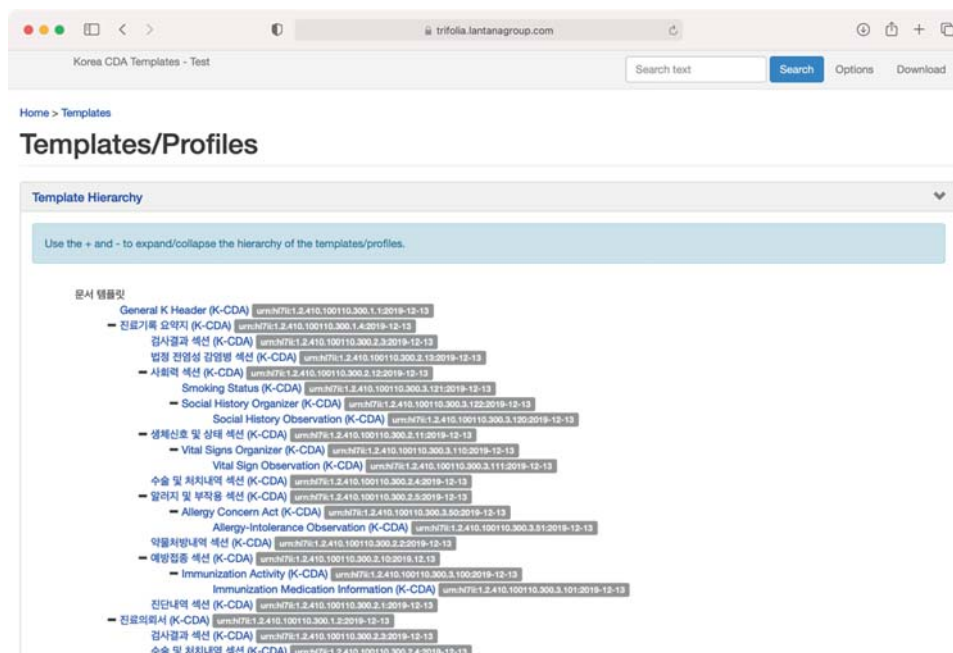 trifolia.lantanagroup.com
Korea CDA Templates - Test
Search text
Search
Options
Download
Home > Templates
Templates/Profiles
Template Hierarchy
Use the + and - to expand/collapse the hierarchy of the templates/profiles.
문서 템플릿
General K Header (K-CDA) urn:hl7ii:1.2.410.100110.300.1.1:2019-12-13
진료기록 요약지 (K-CDA) urn:hl7ii:1.2.410.100110.300.1.4:2019-12-13
검사결과 섹션 (K-CDA) urn:hl7ii:1.2.410.100110.300.2.3:2019-12-13
법정 전염성 감염병 섹션 (K-CDA) urn:hl7ii:1.2.410.100110.300.2.13:2019-12-13
사회력 섹션 (K-CDA) urn:hl7ii:1.2.410.100110.300.2.12:2019-12-13
Smoking Status (K-CDA) urn:hl7ii:1.2.410.100110.300.3.121:2019-12-13
Social History Organizer (K-CDA) urn:hl7ii:1.2.410.100110.300.3.122:2019-12-13
Social History Observation (K-CDA) urn:hl7ii:1.2.410.100110.300.3.120:2019-12-13
생체신호 및 상태 섹션 (K-CDA) urn:hl7ii:1.2.410.100110.300.2.11:2019-12-13
Vital Signs Organizer (K-CDA) urn:hl7ii:1.2.410.100110.300.3.110:2019-12-13
Vital Sign Observation (K-CDA) urn:hl7ii:1.2.410.100110.300.3.111:2019-12-13
수술 및 처치내역 섹션 (K-CDA) urn:hl7ii:1.2.410.100110.300.2.4:2019-12-13
알러지 및 부작용 섹션 (K-CDA) urn:hl7ii:1.2.410.100110.300.2.5:2019-12-13
Allergy Concern Act (K-CDA) urn:hl7ii:1.2.410.100110.300.3.50:2019-12-13
Allergy-Intolerance Observation (K-CDA) urn:hl7ii:1.2.410.100110.300.3.51:2019-12-13
약물처방내역 섹션 (K-CDA) urn:hl7ii:1.2.410.100110.300.2.2:2019-12-13
예방접종 섹션 (K-CDA) urn:hl7ii:1.2.410.100110.300.2.10:2019.12.13
Immunization Activity (K-CDA) urn:hl7ii:1.2.410.100110.300.3.100:2019-12-13
Immunization Medication Information (K-CDA) urn:hl7ii:1.2.410.100110.300.3.101:2019-12-13
진단내역 섹션 (K-CDA) urn:hl7ii:1.2.410.100110.300.2.1:2019-12-13
진료의뢰서 (K-CDA) urn:hl7ii:1.2.410.100110.300.1.2:2019-12-13
검사결과 섹션 (K-CDA) urn:hl7ii:1.2.410.100110.300.2.3:2019-12-13
수술 및 처치내역 섹션 (K-CDA) urn:hl7ii:1.2.410.100110.300.2.4:2019-12-13